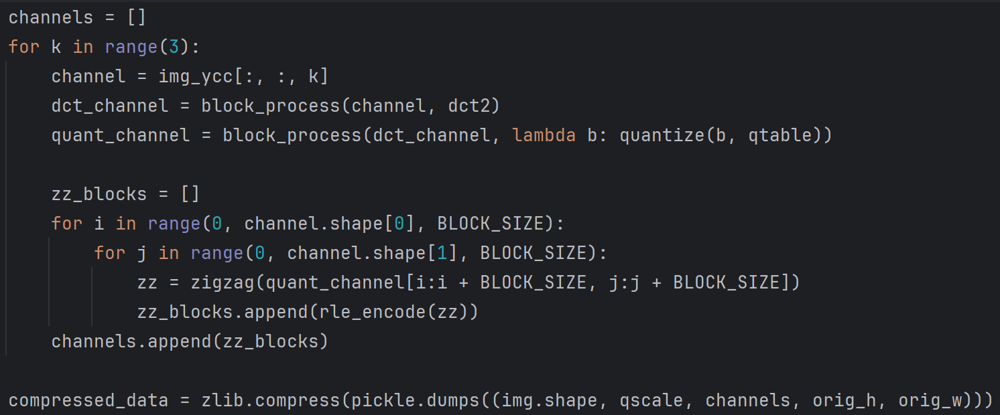 channels = []
for k in range(3):
    channel = img_ycc[:, :, k]
    dct_channel = block_process(channel, dct2)
    quant_channel = block_process(dct_channel, lambda b: quantize(b, qtable))

    zz_blocks = []
    for i in range(0, channel.shape[0], BLOCK_SIZE):
        for j in range(0, channel.shape[1], BLOCK_SIZE):
            zz = zigzag(quant_channel[i:i + BLOCK_SIZE, j:j + BLOCK_SIZE])
            zz_blocks.append(rle_encode(zz))
    channels.append(zz_blocks)

compressed_data = zlib.compress(pickle.dumps((img.shape, qscale, channels, orig_h, orig_w)))